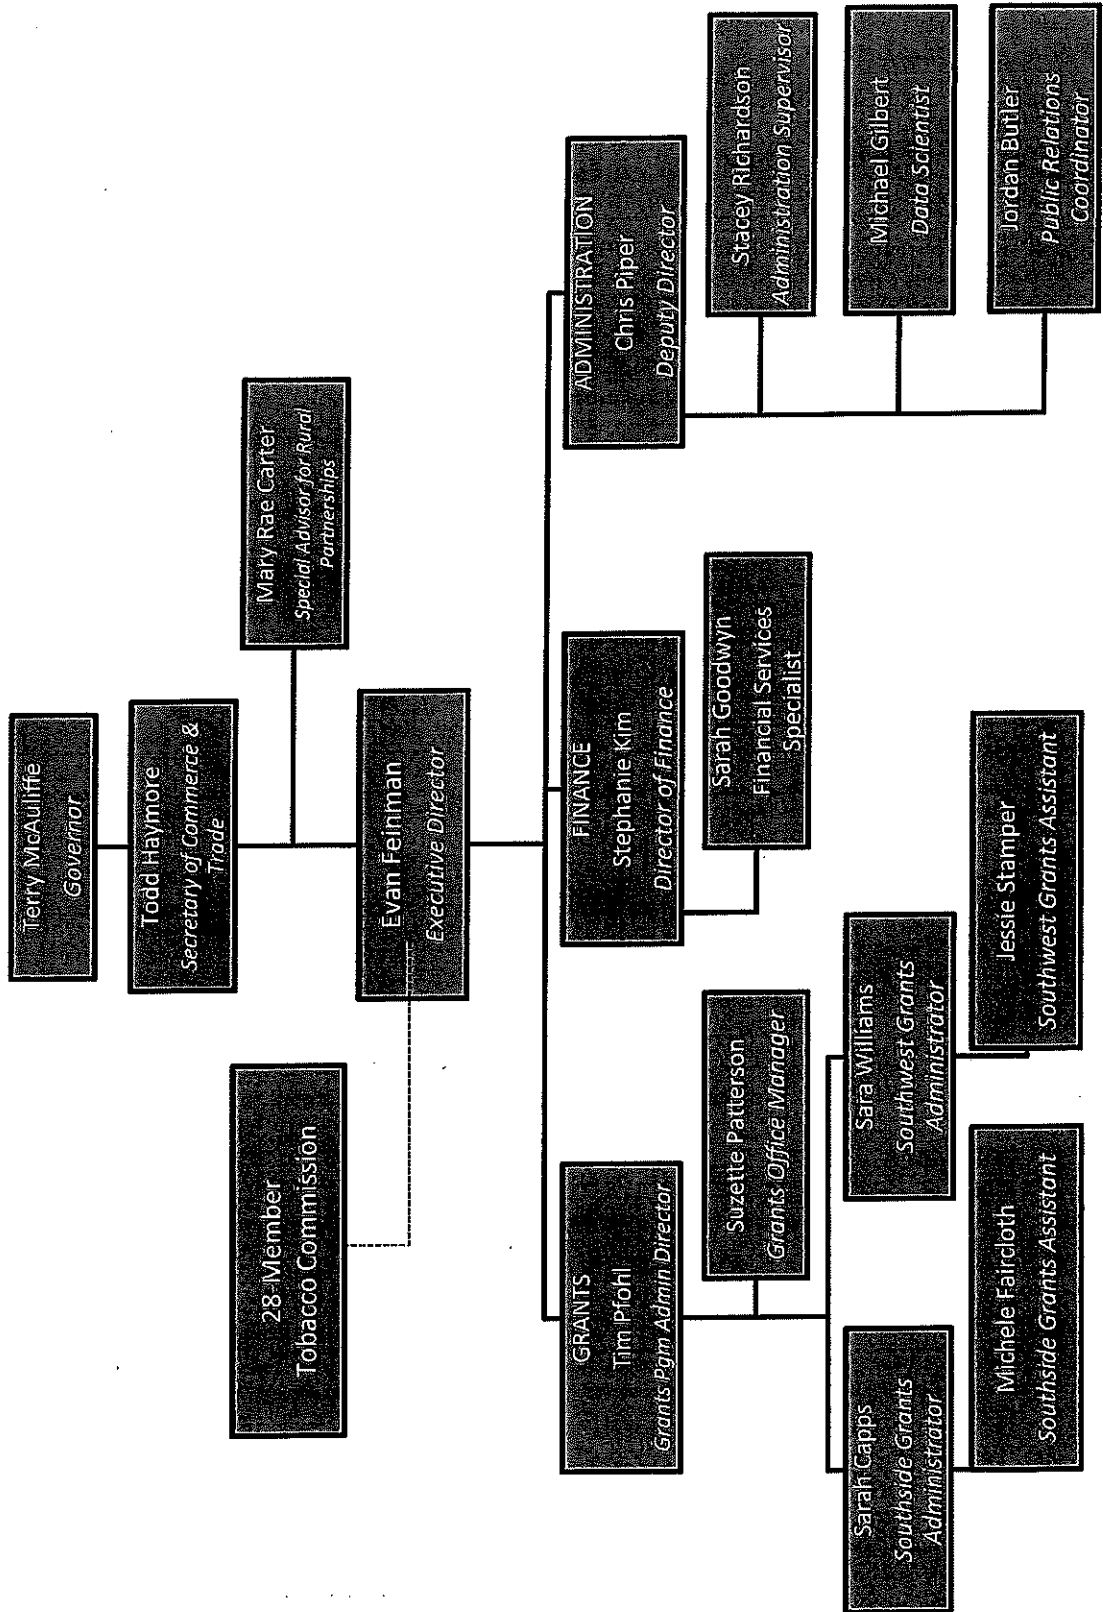 Terry McAuliffe
Governor
Todd Haymore
Secretary of Commerce &
Trade
Mary Rae Carter
Special Advisor for Rural
Partnerships
28-Member
Tobacco Commission
Evan Feinman
Executive Director
GRANTS
Tim Pfohl
Grants Pgm Admin Director
FINANCE
Stephanie Kim
Director of Finance
ADMINISTRATION
Chris Piper
Deputy Director
Suzette Patterson
Grants Office Manager
Sarah Goodwyn
Financial Services
Specialist
Stacey Richardson
Administration Supervisor
Sarah Capps
Southside Grants
Administrator
Sara Williams
Southwest Grants
Administrator
Michael Gilbert
Data Scientist
Michele Faircloth
Southside Grants Assistant
Jessie Stamper
Southwest Grants Assistant
Jordan Butler
Public Relations
Coordinator